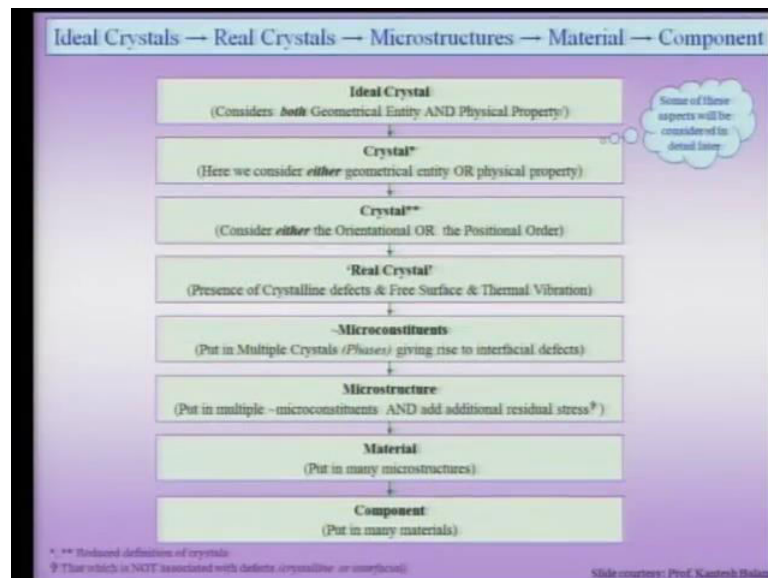 Ideal Crystals → Real Crystals → Microstructures → Material → Component
Ideal Crystal
(Considers both Geometrical Entity AND Physical Property)
Some of these
aspects will be
considered in
detail later
Crystal*
(Here we consider either geometrical entity OR physical property)
Crystal**
(Consider either the Orientational OR the Positional Order)
'Real Crystal'
(Presence of Crystalline defects & Free Surface & Thermal Vibration)
~Microconstituents
(Put in Multiple Crystals (Phases) giving rise to interfacial defects)
Microstructure
(Put in multiple ~microconstituents AND add additional residual stress)
Material
(Put in many microstructures)
Component
(Put in many materials)
*, ** Reduced definition of crystals
That which is NOT associated with defects (crystalline or interfacial)
Slide courtesy: Prof. Kantesh